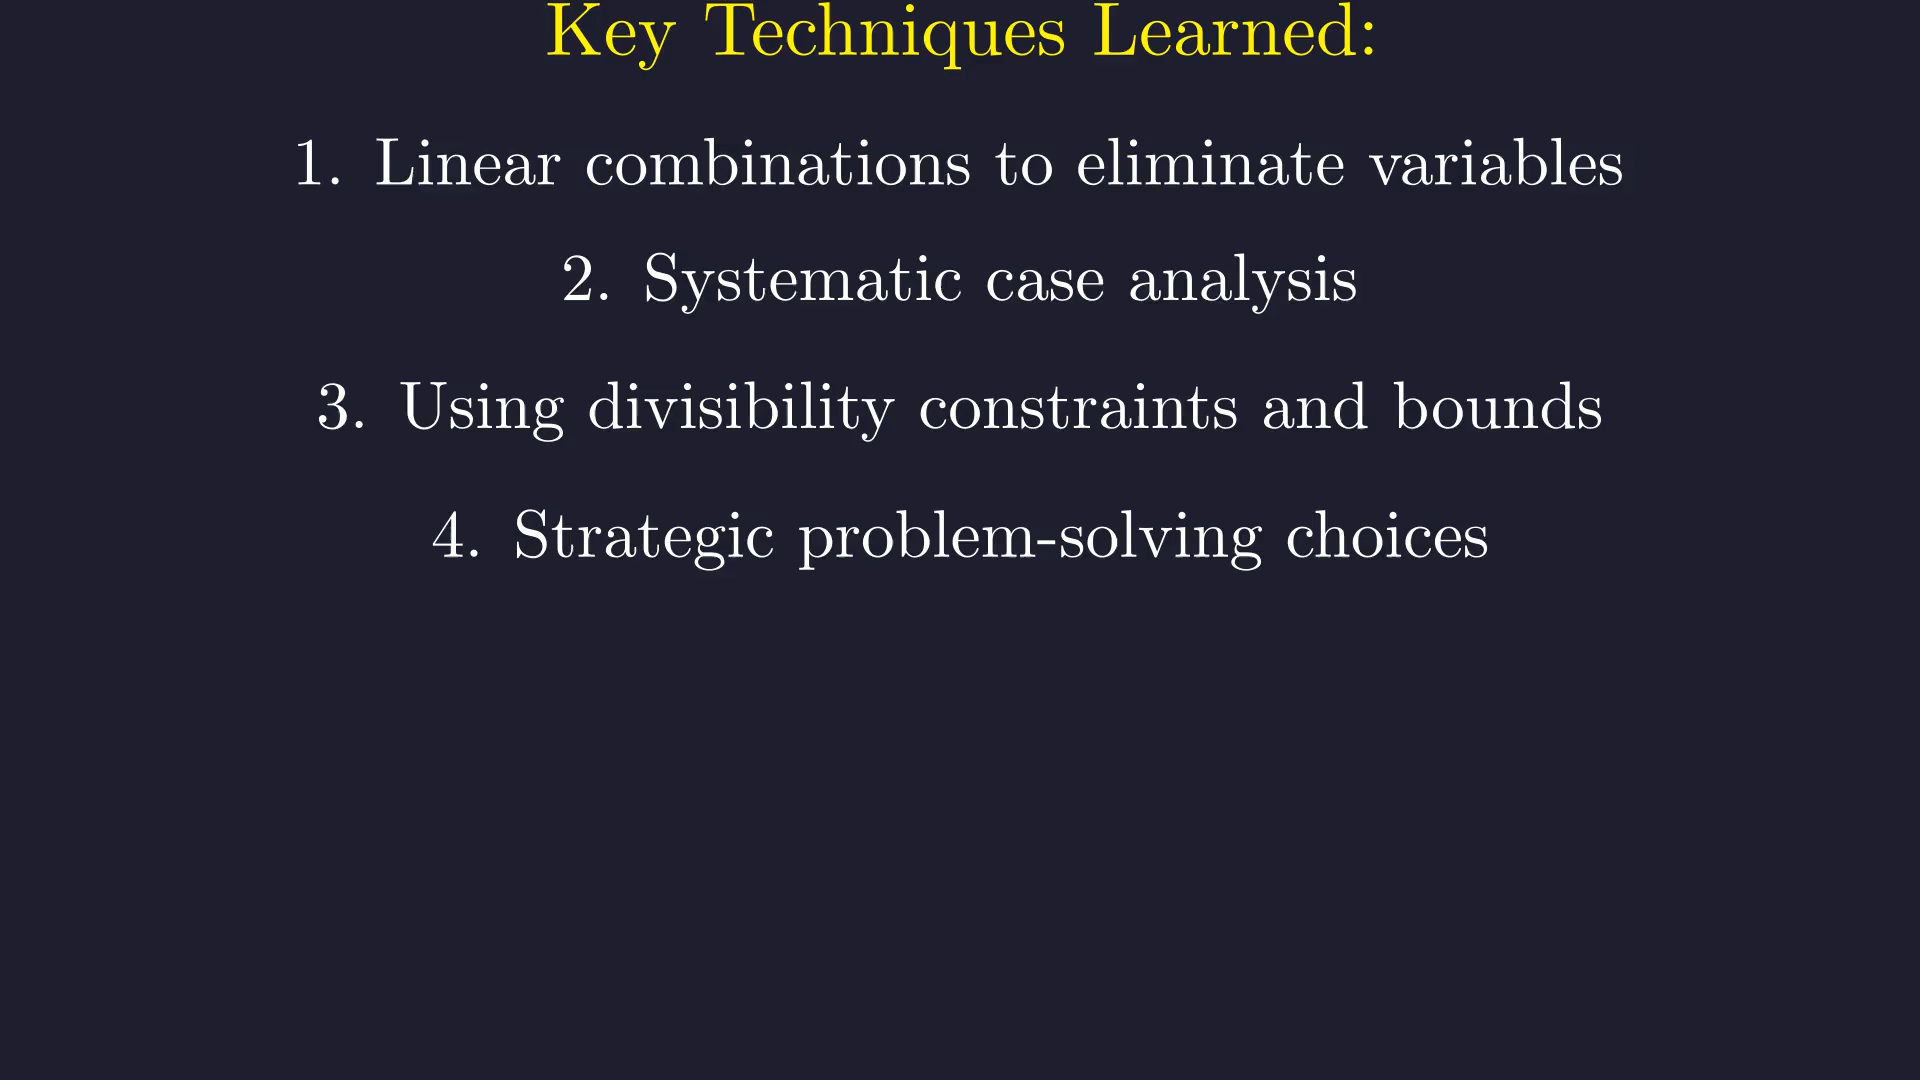 Key Techniques Learned:
1. Linear combinations to eliminate variables
2. Systematic case analysis
3. Using divisibility constraints and bounds
4. Strategic problem-solving choices